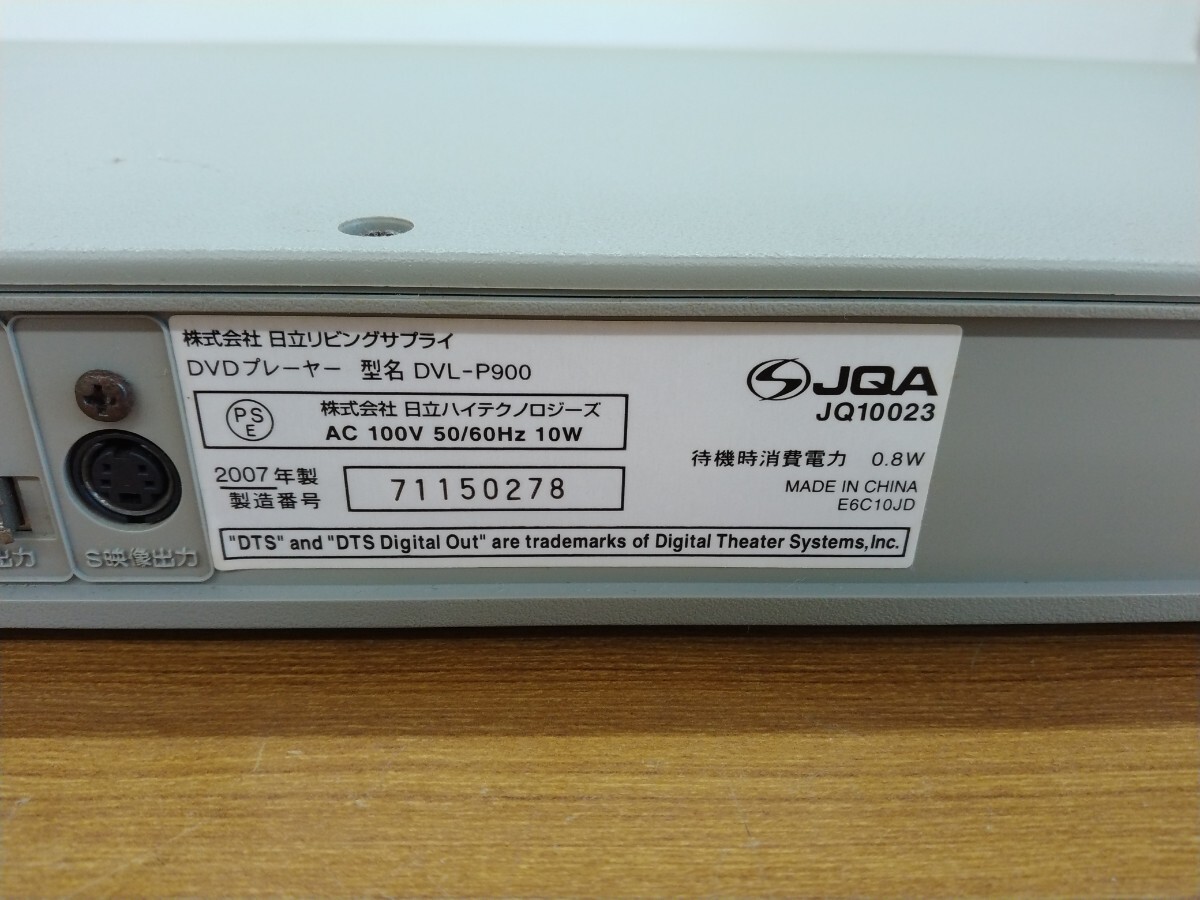 株式会社 日立リビングサプライ
DVDプレーヤー 型名 DVL-P900
PS
E
株式会社 日立ハイテクノロジーズ
AC 100V 50/60Hz 10W
2007年製
製造番号
71150278
JQA
JQ10023
待機時消費電力 0.8W
MADE IN CHINA
E6C10JD
"DTS" and "DTS Digital Out" are trademarks of Digital Theater Systems,Inc.
出力
S映像出力